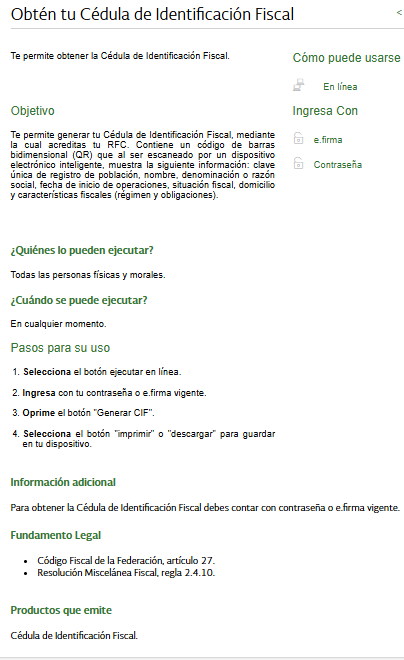 Obtén tu Cédula de Identificación Fiscal
<
Te permite obtener la Cédula de Identificación Fiscal.
Cómo puede usarse
En línea
Objetivo
Ingresa Con
Te permite generar tu Cédula de Identificación Fiscal, mediante
la cual acreditas tu RFC. Contiene un código de barras
bidimensional (QR) que al ser escaneado por un dispositivo
electrónico inteligente, muestra la siguiente información: clave
única de registro de población, nombre, denominación o razón
social, fecha de inicio de operaciones, situación fiscal, domicilio
y características fiscales (régimen y obligaciones).
e.firma
Contraseña
¿Quiénes lo pueden ejecutar?
Todas las personas físicas y morales.
¿Cuándo se puede ejecutar?
En cualquier momento.
Pasos para su uso
1. Selecciona el botón ejecutar en línea.
2. Ingresa con tu contraseña o e.firma vigente.
3. Oprime el botón "Generar CIF".
4. Selecciona el botón "imprimir" o "descargar" para guardar
en tu dispositivo.
Información adicional
Para obtener la Cédula de Identificación Fiscal debes contar con contraseña o e.firma vigente.
Fundamento Legal
• Código Fiscal de la Federación, artículo 27.
• Resolución Miscelánea Fiscal, regla 2.4.10.
Productos que emite
Cédula de Identificación Fiscal.